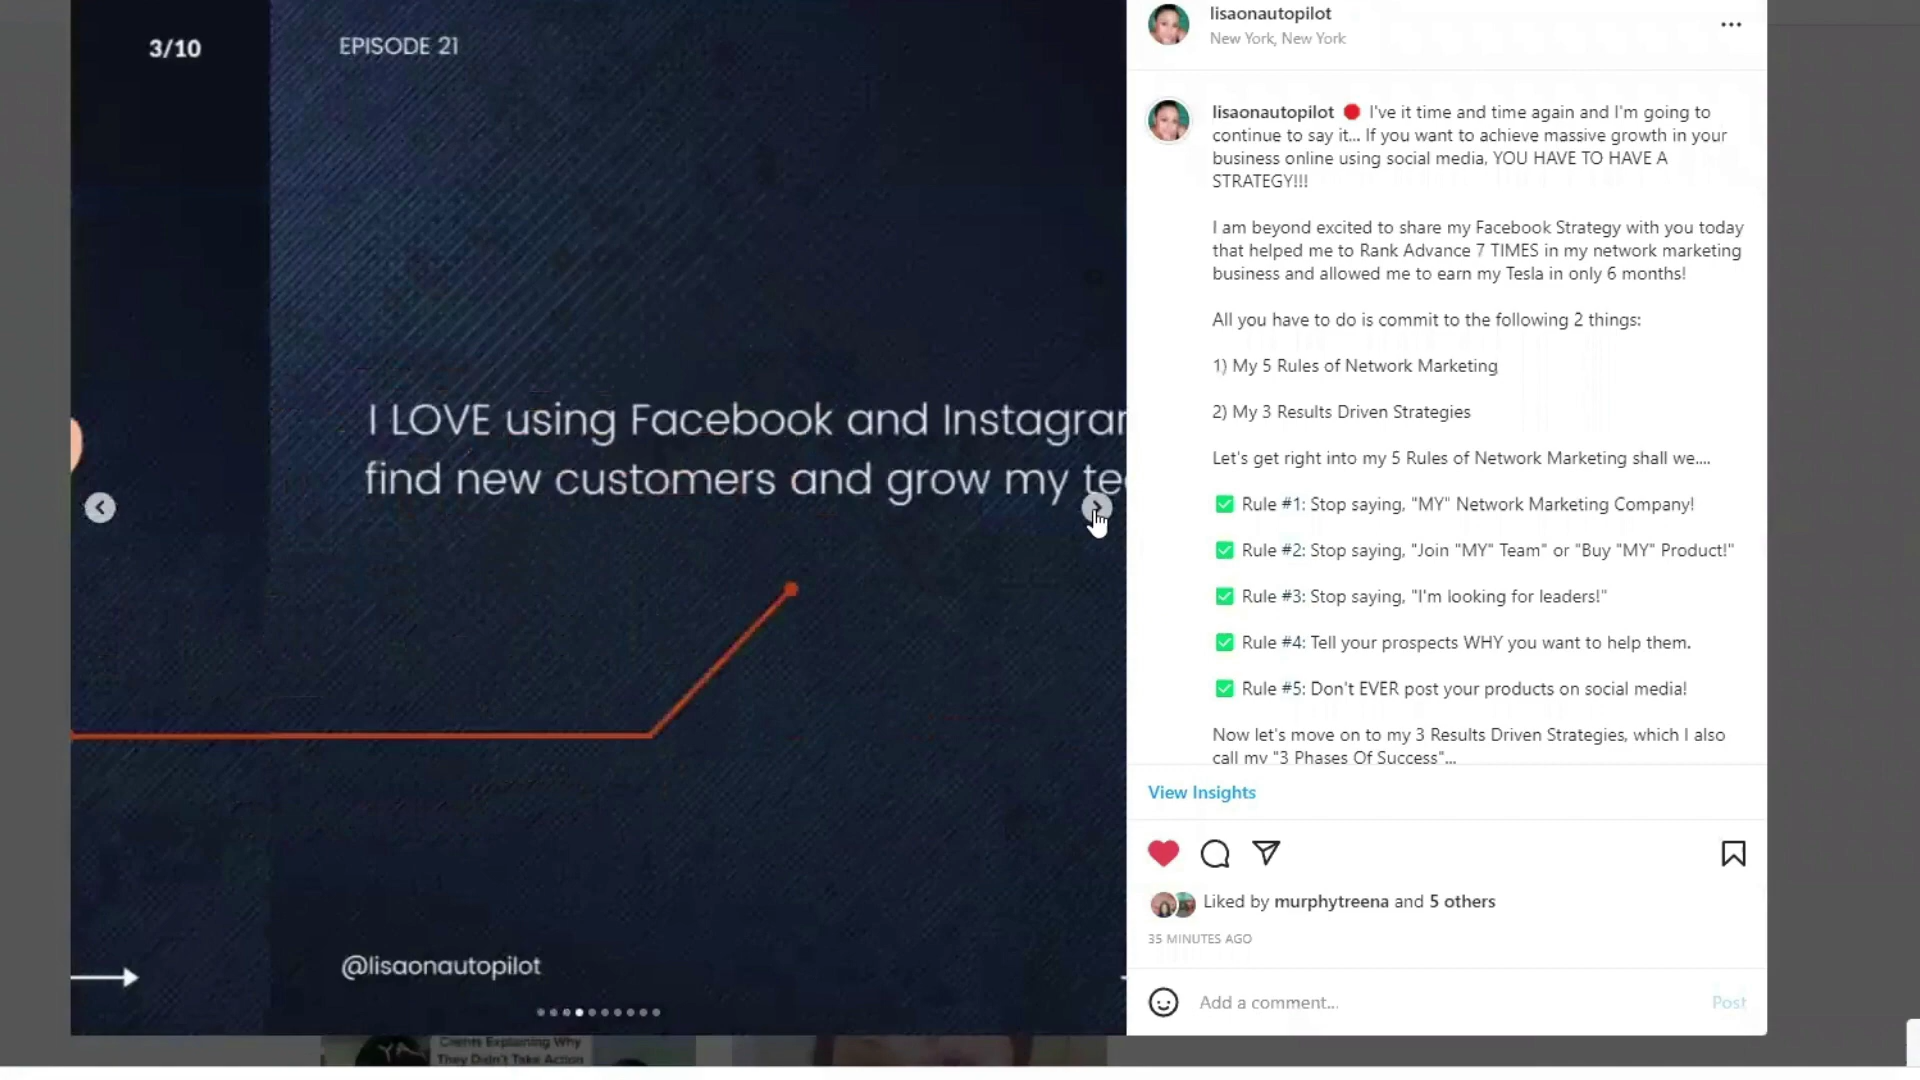 3/10
EPISODE 21
I LOVE using Facebook and Instagra
find new customers and grow my te
@lisaonautopilot
lisaonautopilot
New York, New York
lisaonautopilot 🔴 I've it time and time again and I'm going to
continue to say it... If you want to achieve massive growth in your
business online using social media, YOU HAVE TO HAVE A
STRATEGY!!!
I am beyond excited to share my Facebook Strategy with you today
that helped me to Rank Advance 7 TIMES in my network marketing
business and allowed me to earn my Tesla in only 6 months!
All you have to do is commit to the following 2 things:
1) My 5 Rules of Network Marketing
2) My 3 Results Driven Strategies
Let's get right into my 5 Rules of Network Marketing shall we....
✅ Rule #1: Stop saying, "MY" Network Marketing Company!
✅ Rule #2: Stop saying, "Join "MY" Team" or "Buy "MY" Product!"
✅ Rule #3: Stop saying, "I'm looking for leaders!"
✅ Rule #4: Tell your prospects WHY you want to help them.
✅ Rule #5: Don't EVER post your products on social media!
Now let's move on to my 3 Results Driven Strategies, which I also
call my "3 Phases Of Success"...
View Insights
Liked by murphytreena and 5 others
35 MINUTES AGO
Add a comment...
Post
Clients Explaining Why
They Didn't Take Action